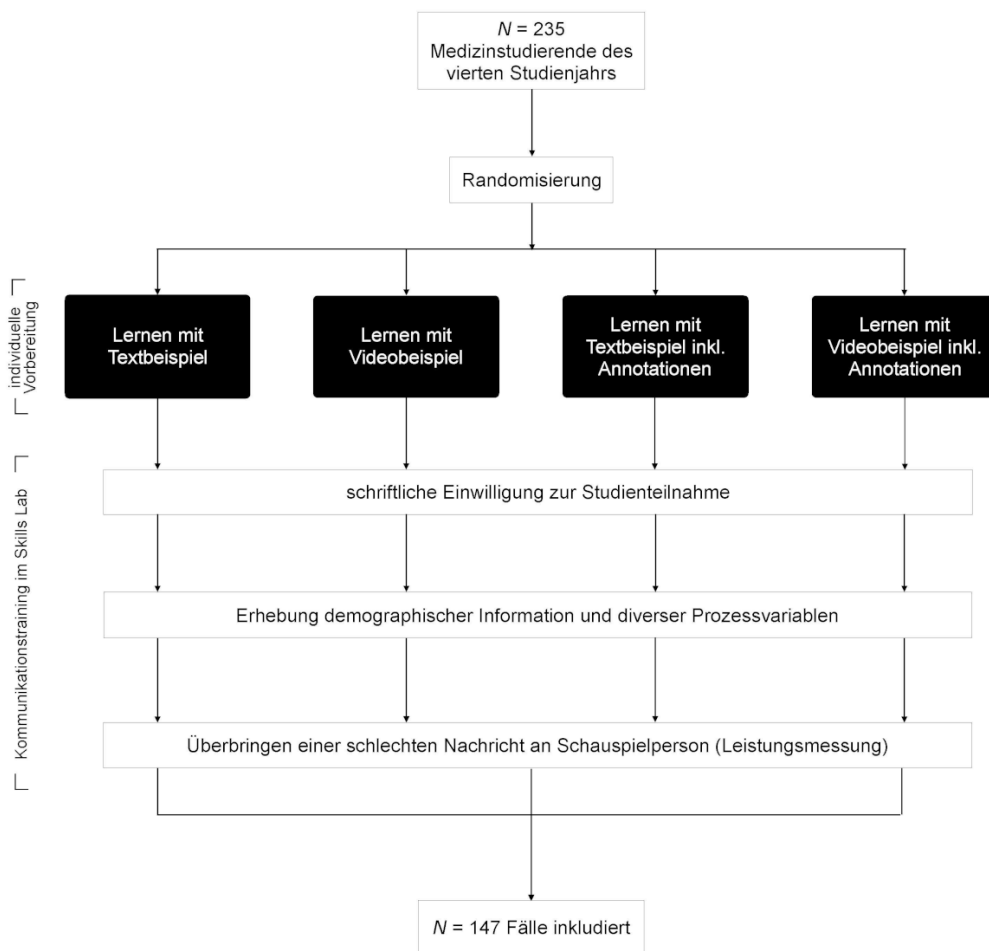 N = 235
Medizinstudierende des
vierten Studienjahrs
Randomisierung
individuelle
Vorbereitung
Lernen mit
Textbeispiel
Lernen mit
Videobeispiel
Lernen mit
Textbeispiel inkl.
Annotationen
Lernen mit
Videobeispiel inkl.
Annotationen
Kommunikationstraining im Skills Lab
schriftliche Einwilligung zur Studienteilnahme
Erhebung demographischer Information und diverser Prozessvariablen
Überbringen einer schlechten Nachricht an Schauspielperson (Leistungsmessung)
N = 147 Fälle inkludiert